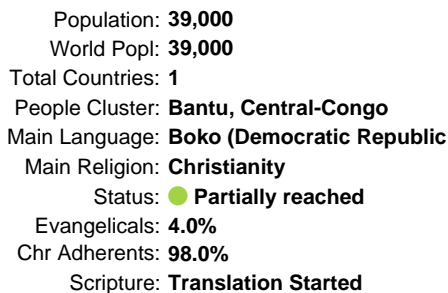 Population: 39,000
World Popl: 39,000
Total Countries: 1
People Cluster: Bantu, Central-Congo
Main Language: Boko (Democratic Republic
Main Religion: Christianity
Status: Partially reached
Evangelicals: 4.0%
Chr Adherents: 98.0%
Scripture: Translation Started